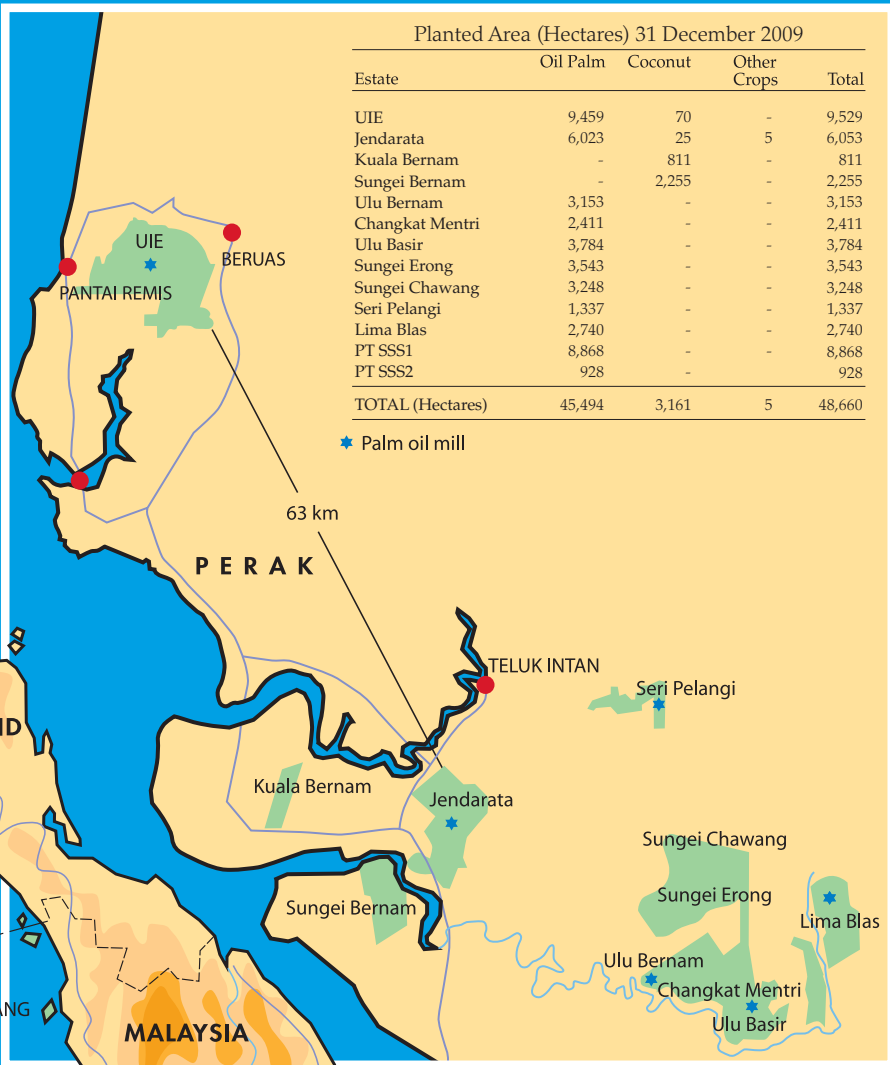 Planted Area (Hectares) 31 December 2009
Estate Oil Palm Coconut Other Crops Total
UIE 9,459 70 - 9,529
Jendarata 6,023 25 5 6,053
Kuala Bernam - 811 - 811
Sungei Bernam - 2,255 - 2,255
Ulu Bernam 3,153 - - 3,153
Changkat Mentri 2,411 - - 2,411
Ulu Basir 3,784 - - 3,784
Sungei Erong 3,543 - - 3,543
Sungei Chawang 3,248 - - 3,248
Seri Pelangi 1,337 - - 1,337
Lima Blas 2,740 - - 2,740
PT SSS1 8,868 - - 8,868
PT SSS2 928 - 928
TOTAL (Hectares) 45,494 3,161 5 48,660
Palm oil mill
UIE
BERUAS
PANTAI REMIS
63 km
PERAK
TELUK INTAN
Seri Pelangi
ND
Kuala Bernam
Jendarata
Sungei Chawang
Sungei Erong
Sungei Bernam
Lima Blas
Ulu Bernam
Changkat Mentri
ANG
Ulu Basir
MALAYSIA